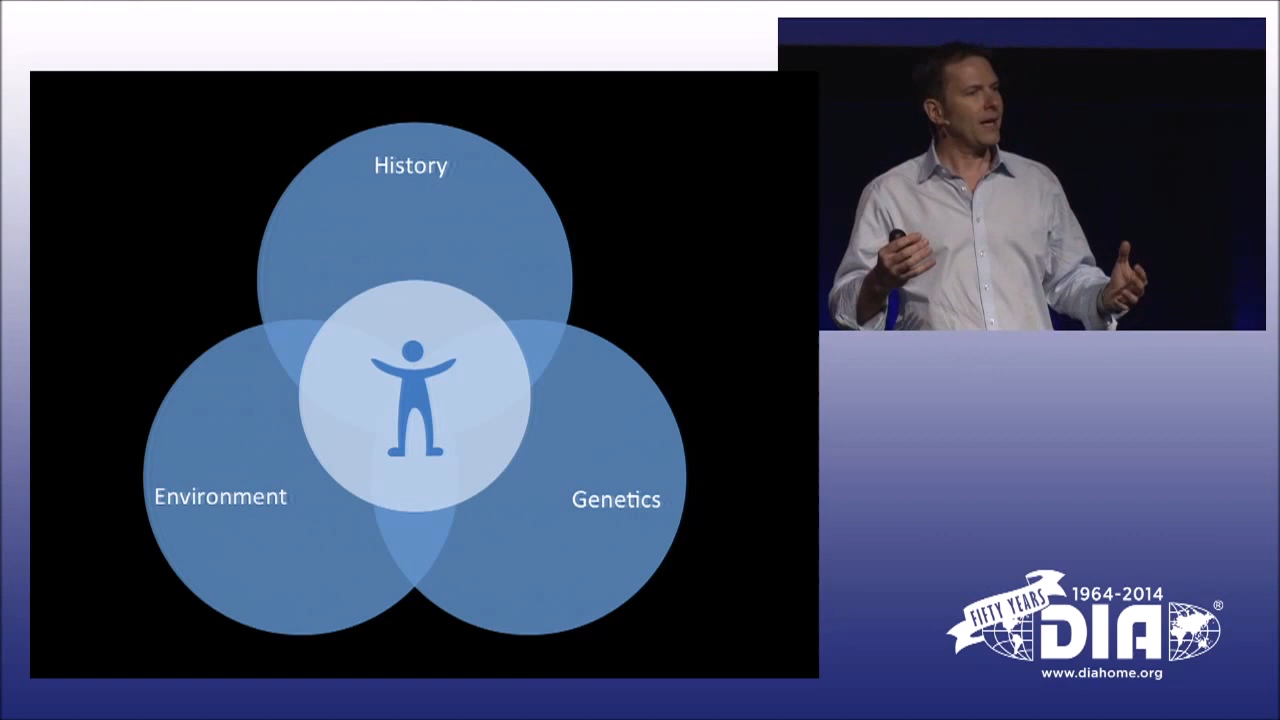 History
Environment
Genetics
FIFTY YEARS
1964-2014
DIA®
www.diahome.org